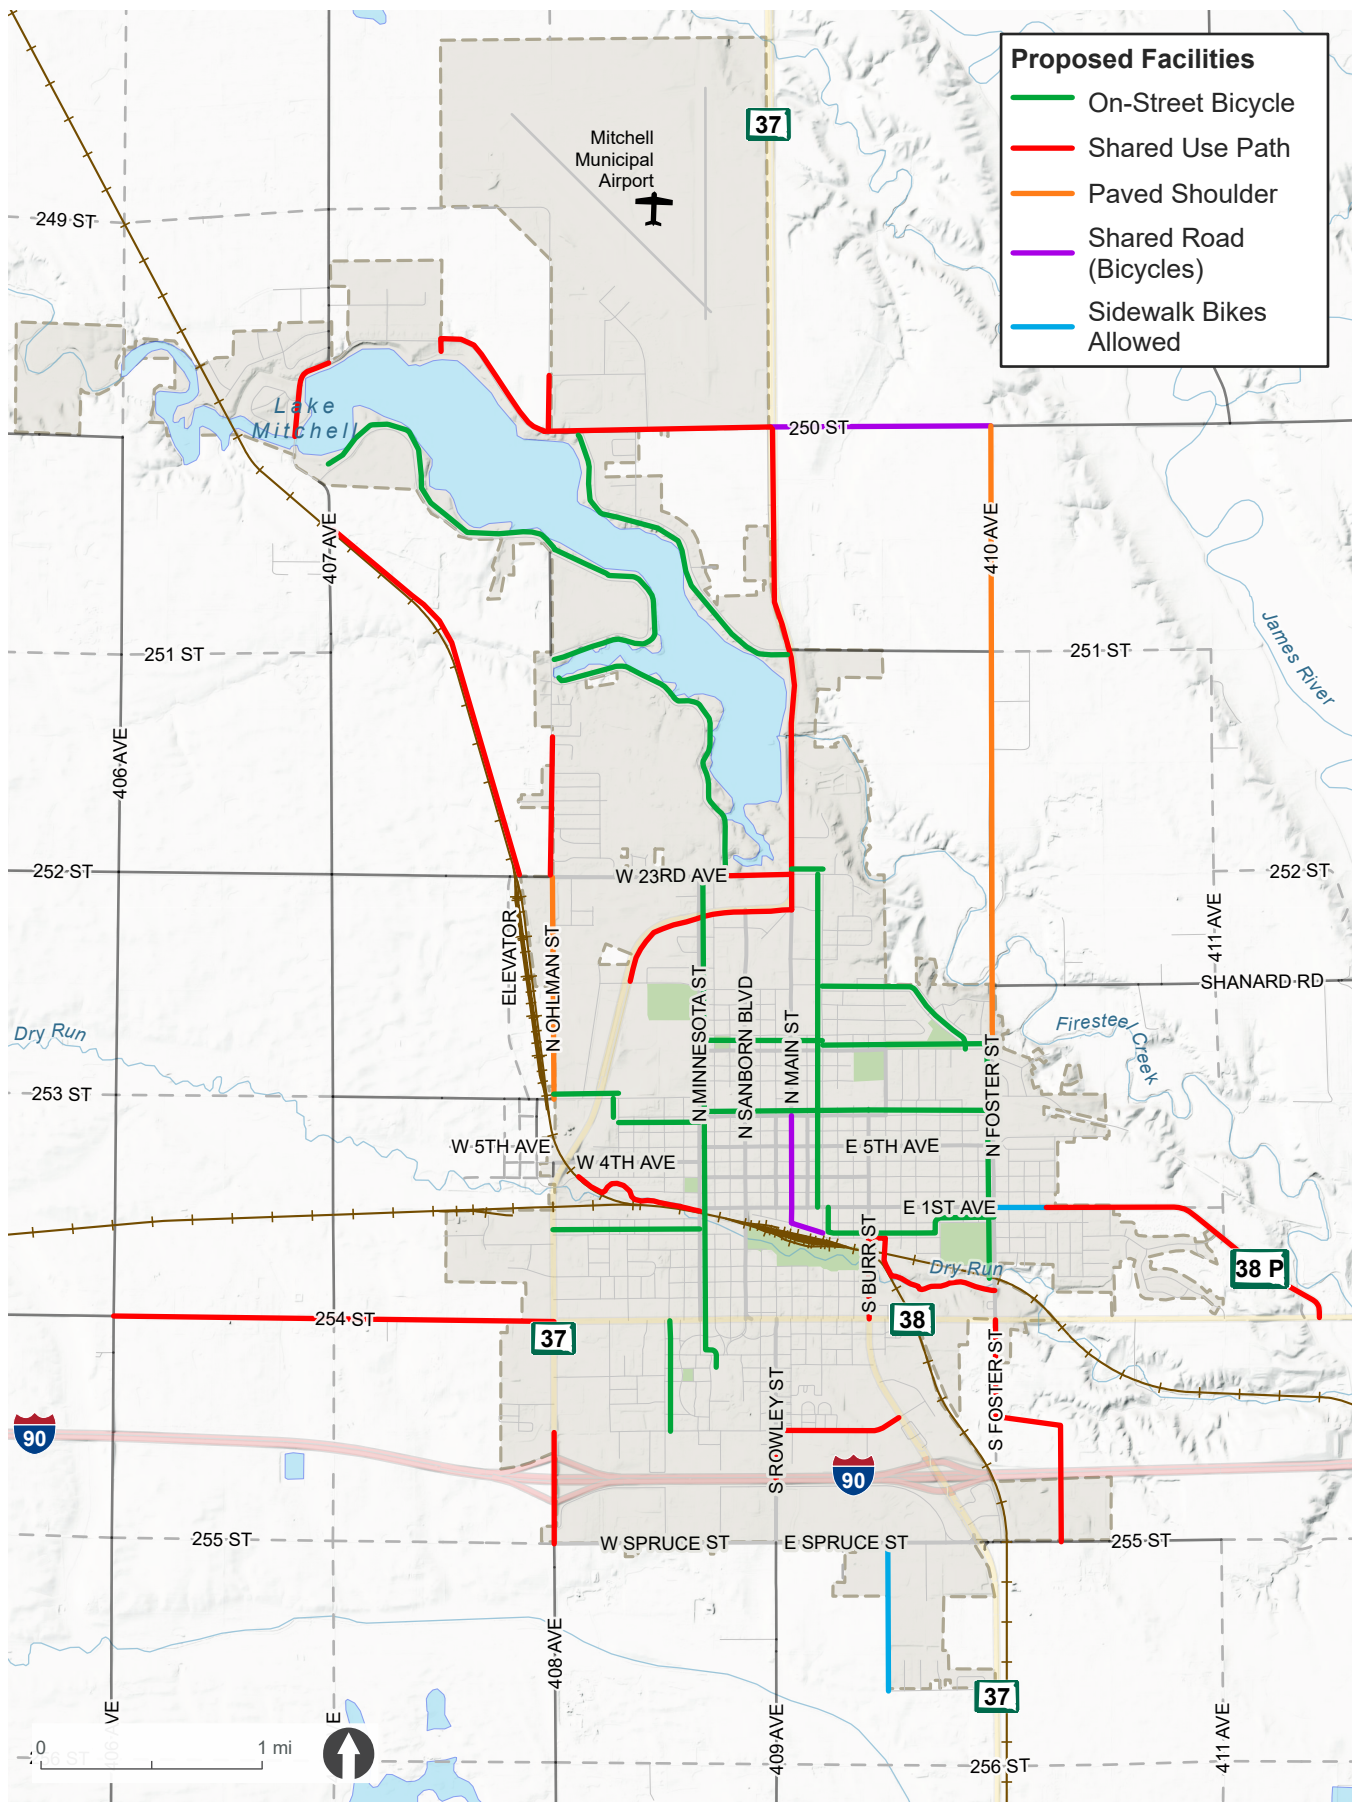 Proposed Facilities
On-Street Bicycle
Shared Use Path
Paved Shoulder
Shared Road
(Bicycles)
Sidewalk Bikes
Allowed
37
Mitchell
Municipal
Airport
249 ST
Lake
Mitchell
250 ST
407 AVE
410 AVE
James River
251 ST
251 ST
406 AVE
252 ST
W 23RD AVE
252 ST
ELEVATOR
N OHLMAN ST
N MINNESOTA ST
N SANBORN BLVD
N MAIN ST
411 AVE
SHANARD RD
Dry Run
Firesteel Creek
N FOSTER ST
253 ST
W 5TH AVE
W 4TH AVE
E 5TH AVE
E 1ST AVE
S BURR ST
Dry Run
38 P
254 ST
37
38
S FOSTER ST
S ROWLEY ST
90
90
255 ST
W SPRUCE ST
E SPRUCE ST
255 ST
408 AVE
37
409 AVE
411 AVE
406 AVE
E
0
1 mi
256 ST